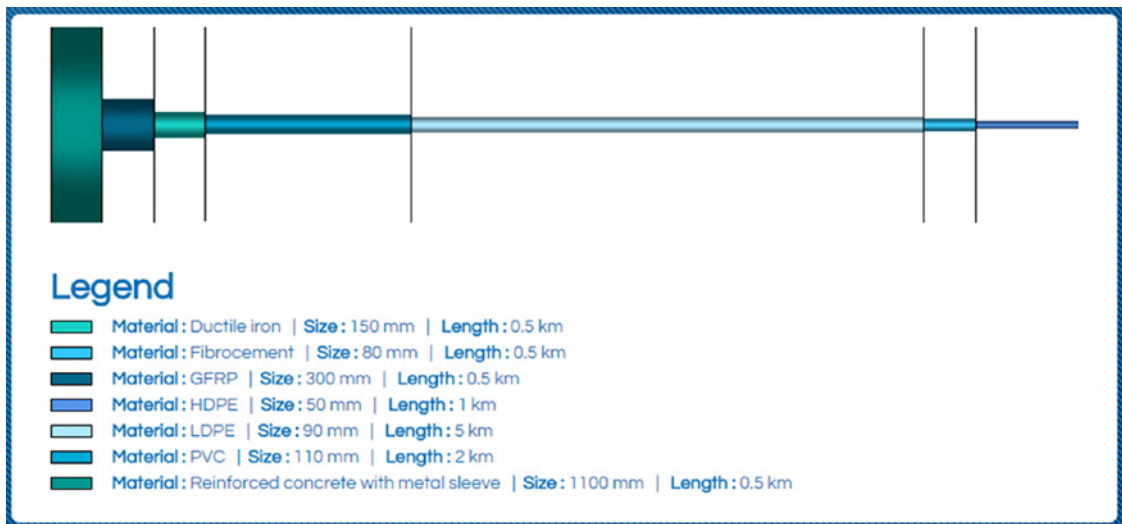 Legend
Material : Ductile iron | Size : 150 mm | Length : 0.5 km
Material : Fibrocement | Size : 80 mm | Length : 0.5 km
Material : GFRP | Size : 300 mm | Length : 0.5 km
Material : HDPE | Size : 50 mm | Length : 1 km
Material : LDPE | Size : 90 mm | Length : 5 km
Material : PVC | Size : 110 mm | Length : 2 km
Material : Reinforced concrete with metal sleeve | Size : 1100 mm | Length : 0.5 km